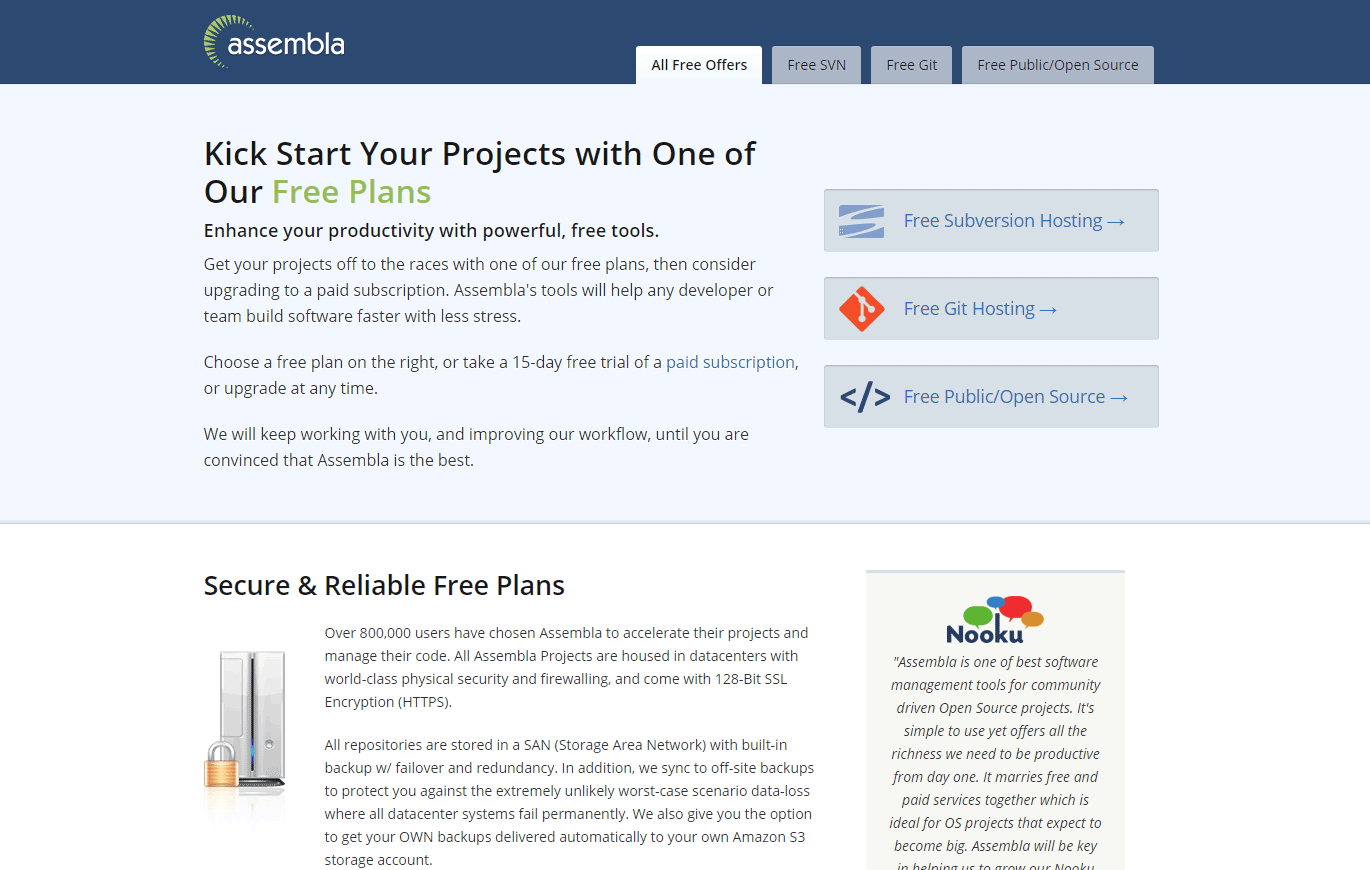 assembla
All Free Offers
Free SVN
Free Git
Free Public/Open Source
Kick Start Your Projects with One of
Our Free Plans
Enhance your productivity with powerful, free tools.
Get your projects off to the races with one of our free plans, then consider
upgrading to a paid subscription. Assembla's tools will help any developer or
team build software faster with less stress.
Choose a free plan on the right, or take a 15-day free trial of a paid subscription,
or upgrade at any time.
We will keep working with you, and improving our workflow, until you are
convinced that Assembla is the best.
Free Subversion Hosting →
Free Git Hosting →
</> Free Public/Open Source →
Secure & Reliable Free Plans
Over 800,000 users have chosen Assembla to accelerate their projects and
manage their code. All Assembla Projects are housed in datacenters with
world-class physical security and firewalling, and come with 128-Bit SSL
Encryption (HTTPS).
All repositories are stored in a SAN (Storage Area Network) with built-in
backup w/ failover and redundancy. In addition, we sync to off-site backups
to protect you against the extremely unlikely worst-case scenario data-loss
where all datacenter systems fail permanently. We also give you the option
to get your OWN backups delivered automatically to your own Amazon S3
storage account.
Nooku
"Assembla is one of best software
management tools for community
driven Open Source projects. It's
simple to use yet offers all the
richness we need to be productive
from day one. It marries free and
paid services together which is
ideal for OS projects that expect to
become big. Assembla will be key
in helping us to grow our Nooku